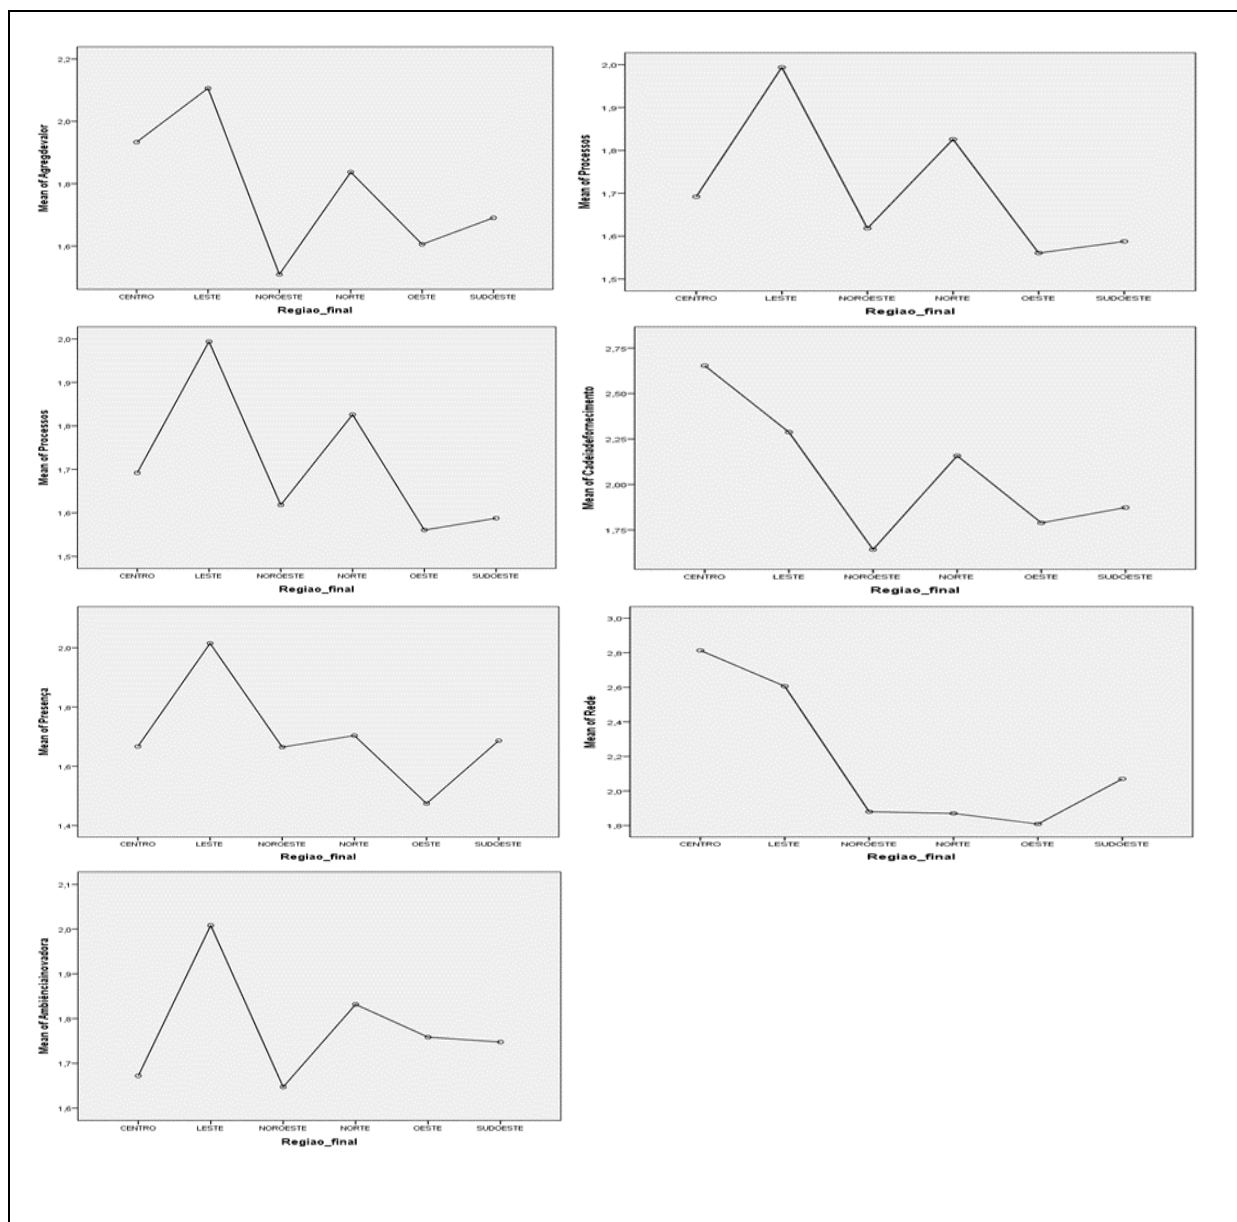 Mean of Agregdevalor
2,2
2,0
1,8
1,6
CENTRO LESTE NOROESTE NORTE OESTE SUDOESTE
Regiao_final
Mean of Processos
2,0
1,9
1,8
1,7
1,6
1,5
CENTRO LESTE NOROESTE NORTE OESTE SUDOESTE
Regiao_final
Mean of Processos
2,0
1,9
1,8
1,7
1,6
1,5
CENTRO LESTE NOROESTE NORTE OESTE SUDOESTE
Regiao_final
Mean of Cadeiadefornecimento
2,75
2,50
2,25
2,00
1,75
CENTRO LESTE NOROESTE NORTE OESTE SUDOESTE
Regiao_final
Mean of Presença
2,0
1,8
1,6
1,4
CENTRO LESTE NOROESTE NORTE OESTE SUDOESTE
Regiao_final
Mean of Rede
3,0
2,8
2,6
2,4
2,2
2,0
1,8
CENTRO LESTE NOROESTE NORTE OESTE SUDOESTE
Regiao_final
Mean of Ambiênciainovadora
2,1
2,0
1,9
1,8
1,7
1,6
CENTRO LESTE NOROESTE NORTE OESTE SUDOESTE
Regiao_final